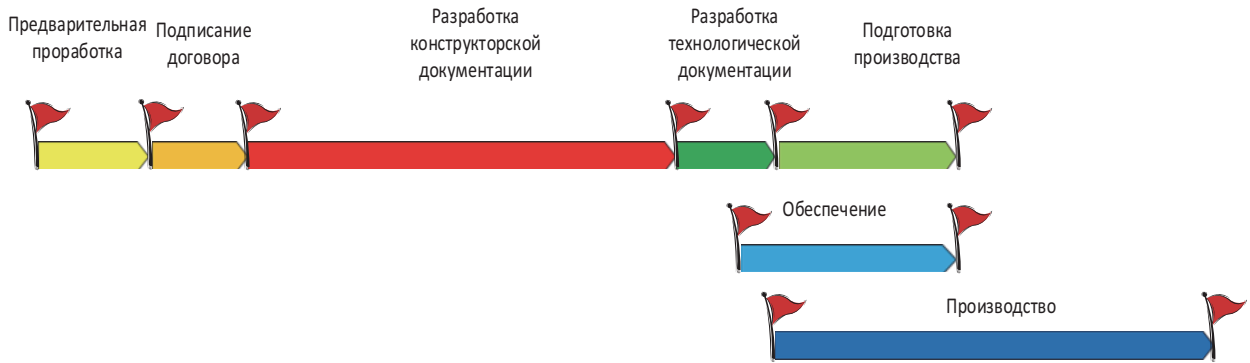 Предварительная
проработка
Подписание
договора
Разработка
конструкторской
документации
Разработка
технологической
документации
Подготовка
производства
Обеспечение
Производство